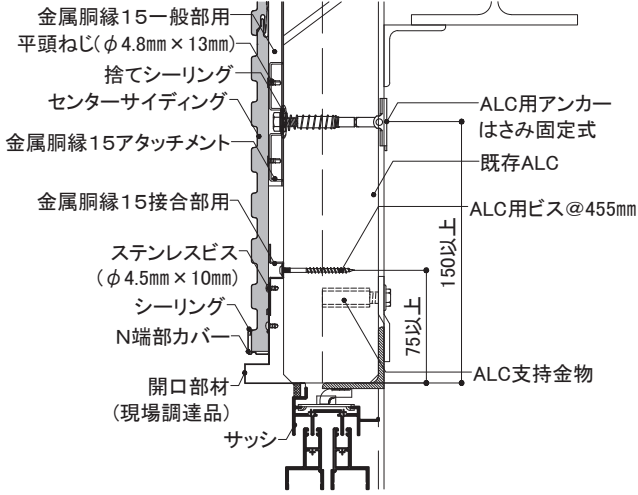 金属胴縁15一般部用
平頭ねじ(φ4.8mm×13mm)
捨てシーリング
センターサイディング
金属胴縁15アタッチメント
金属胴縁15接合部用
ステンレスビス
(φ4.5mm×10mm)
シーリング
N端部カバー
開口部材
(現場調達品)
サッシ
ALC用アンカー
はさみ固定式
既存ALC
ALC用ビス@455mm
150以上
75以上
ALC支持金物